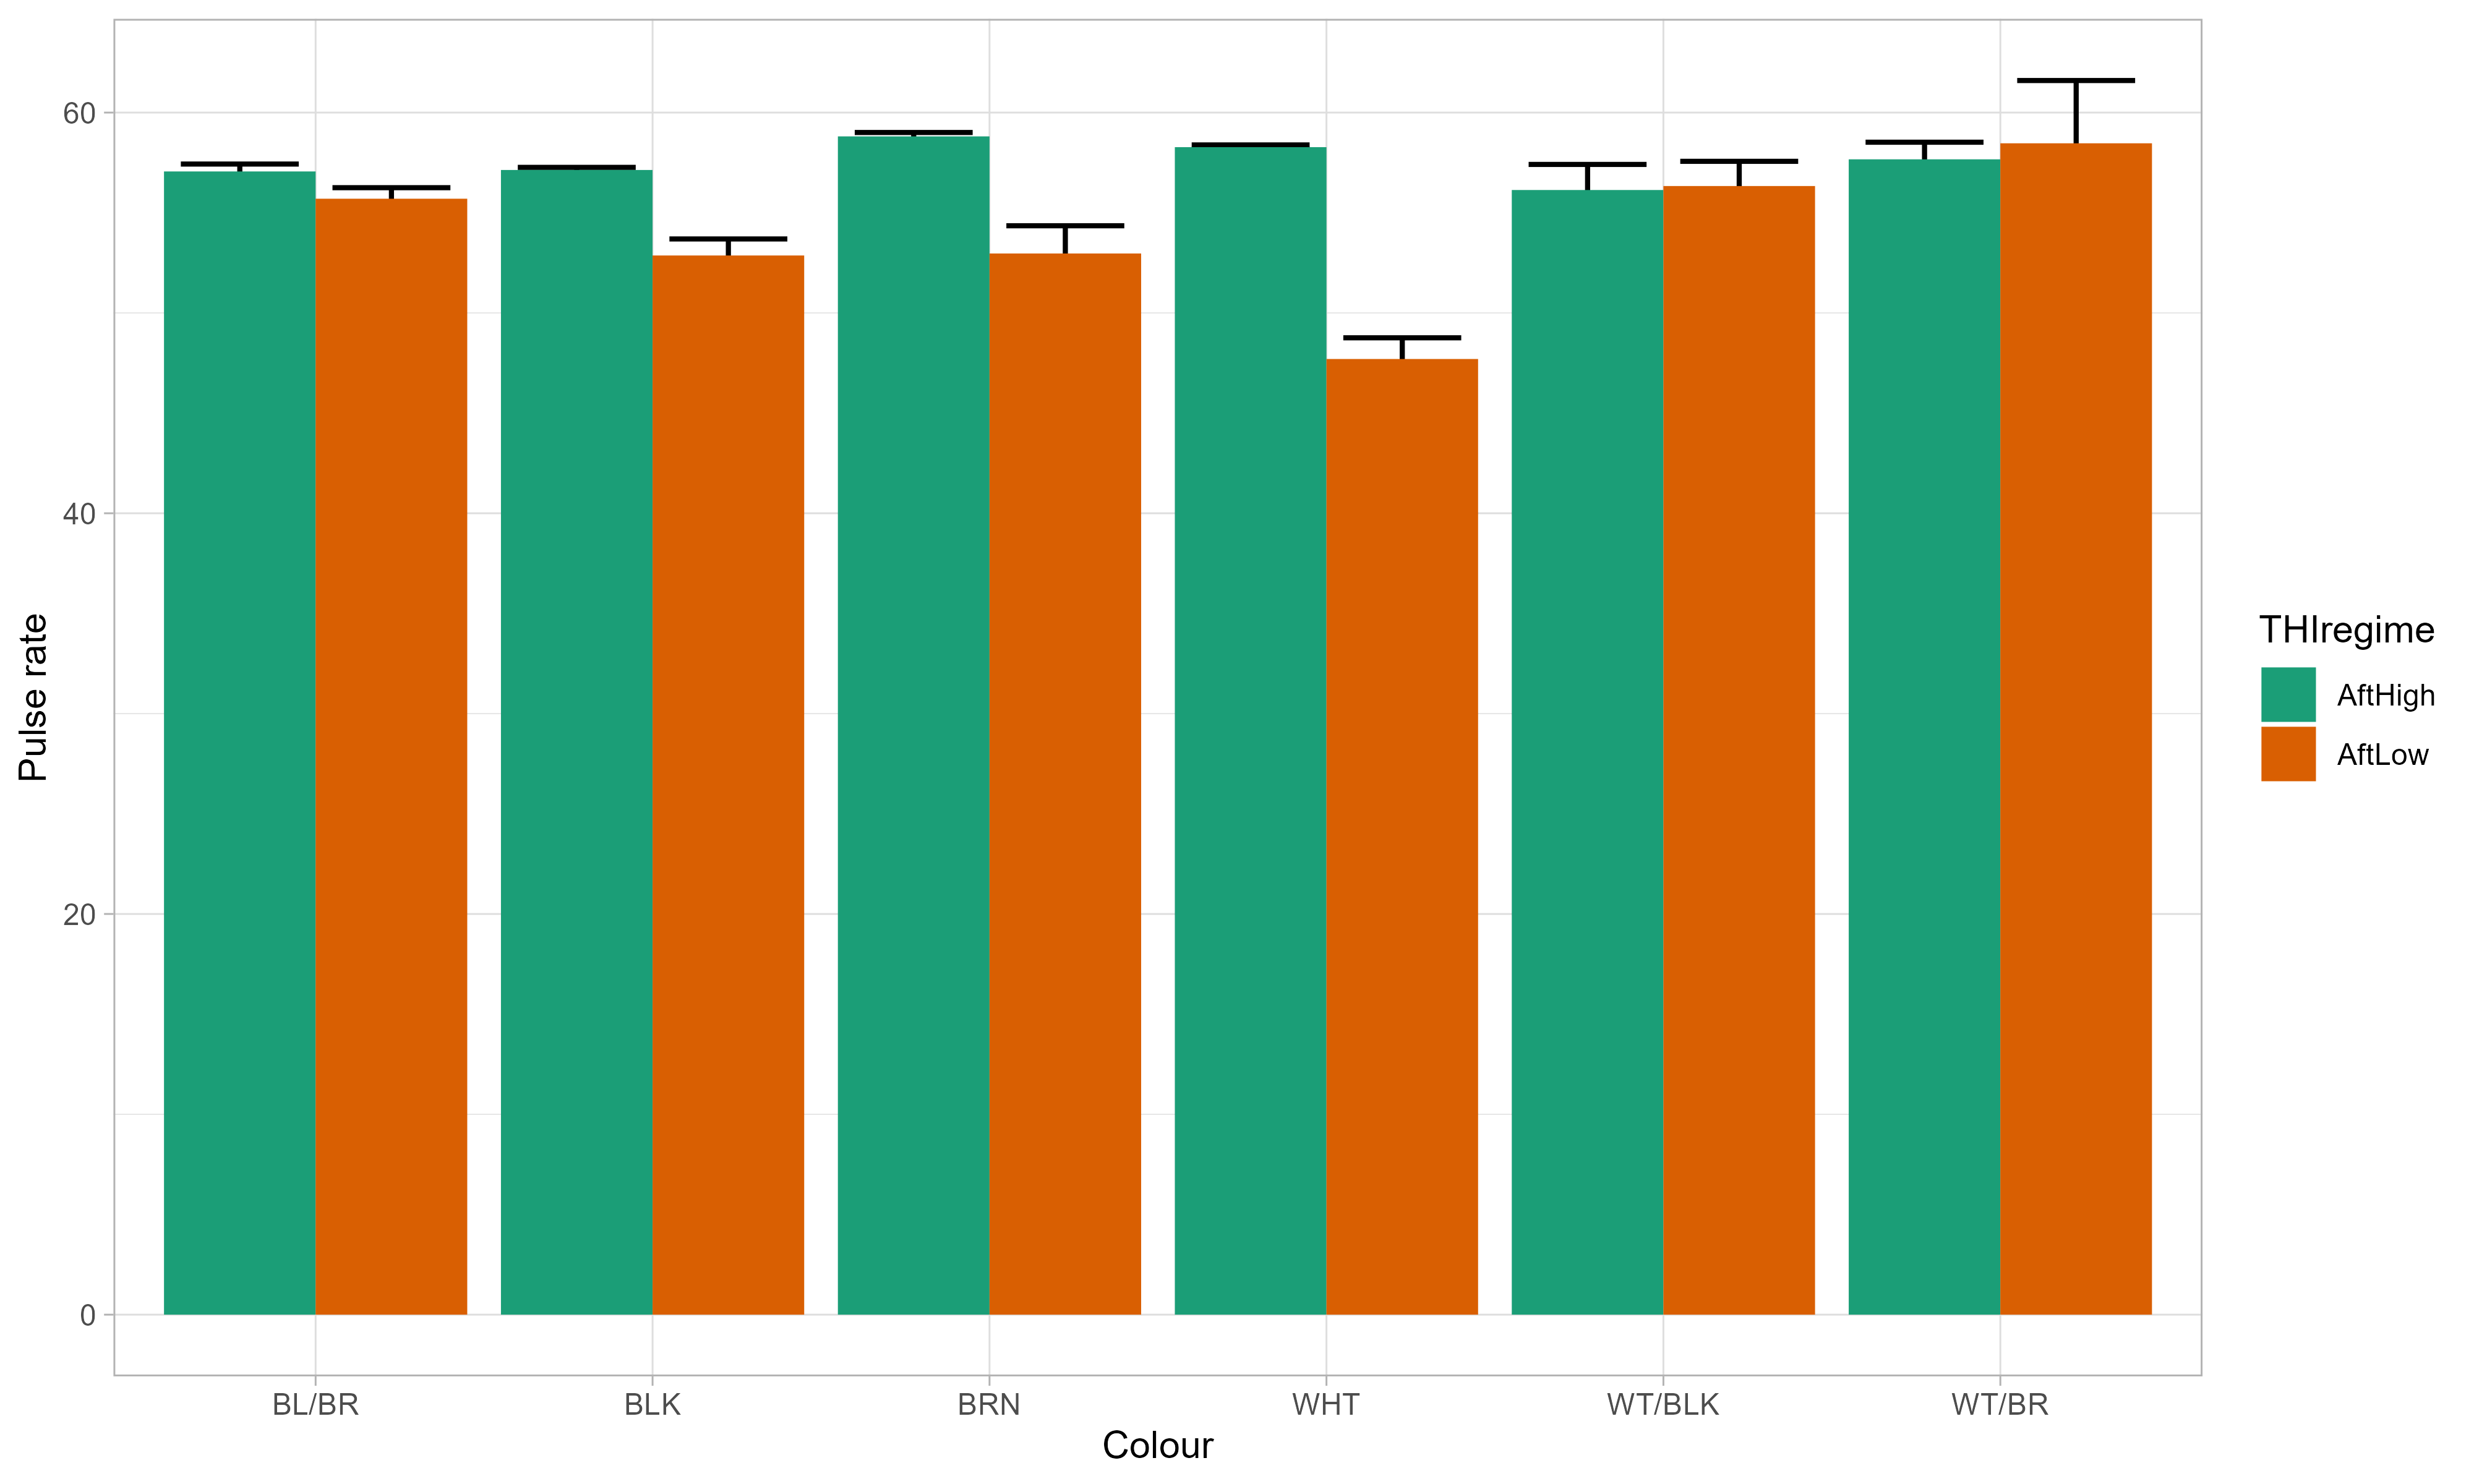 60
40
20
0
Pulse rate
BL/BR
BLK
BRN
WHT
WT/BLK
WT/BR
Colour
THIregime
AftHigh
AftLow